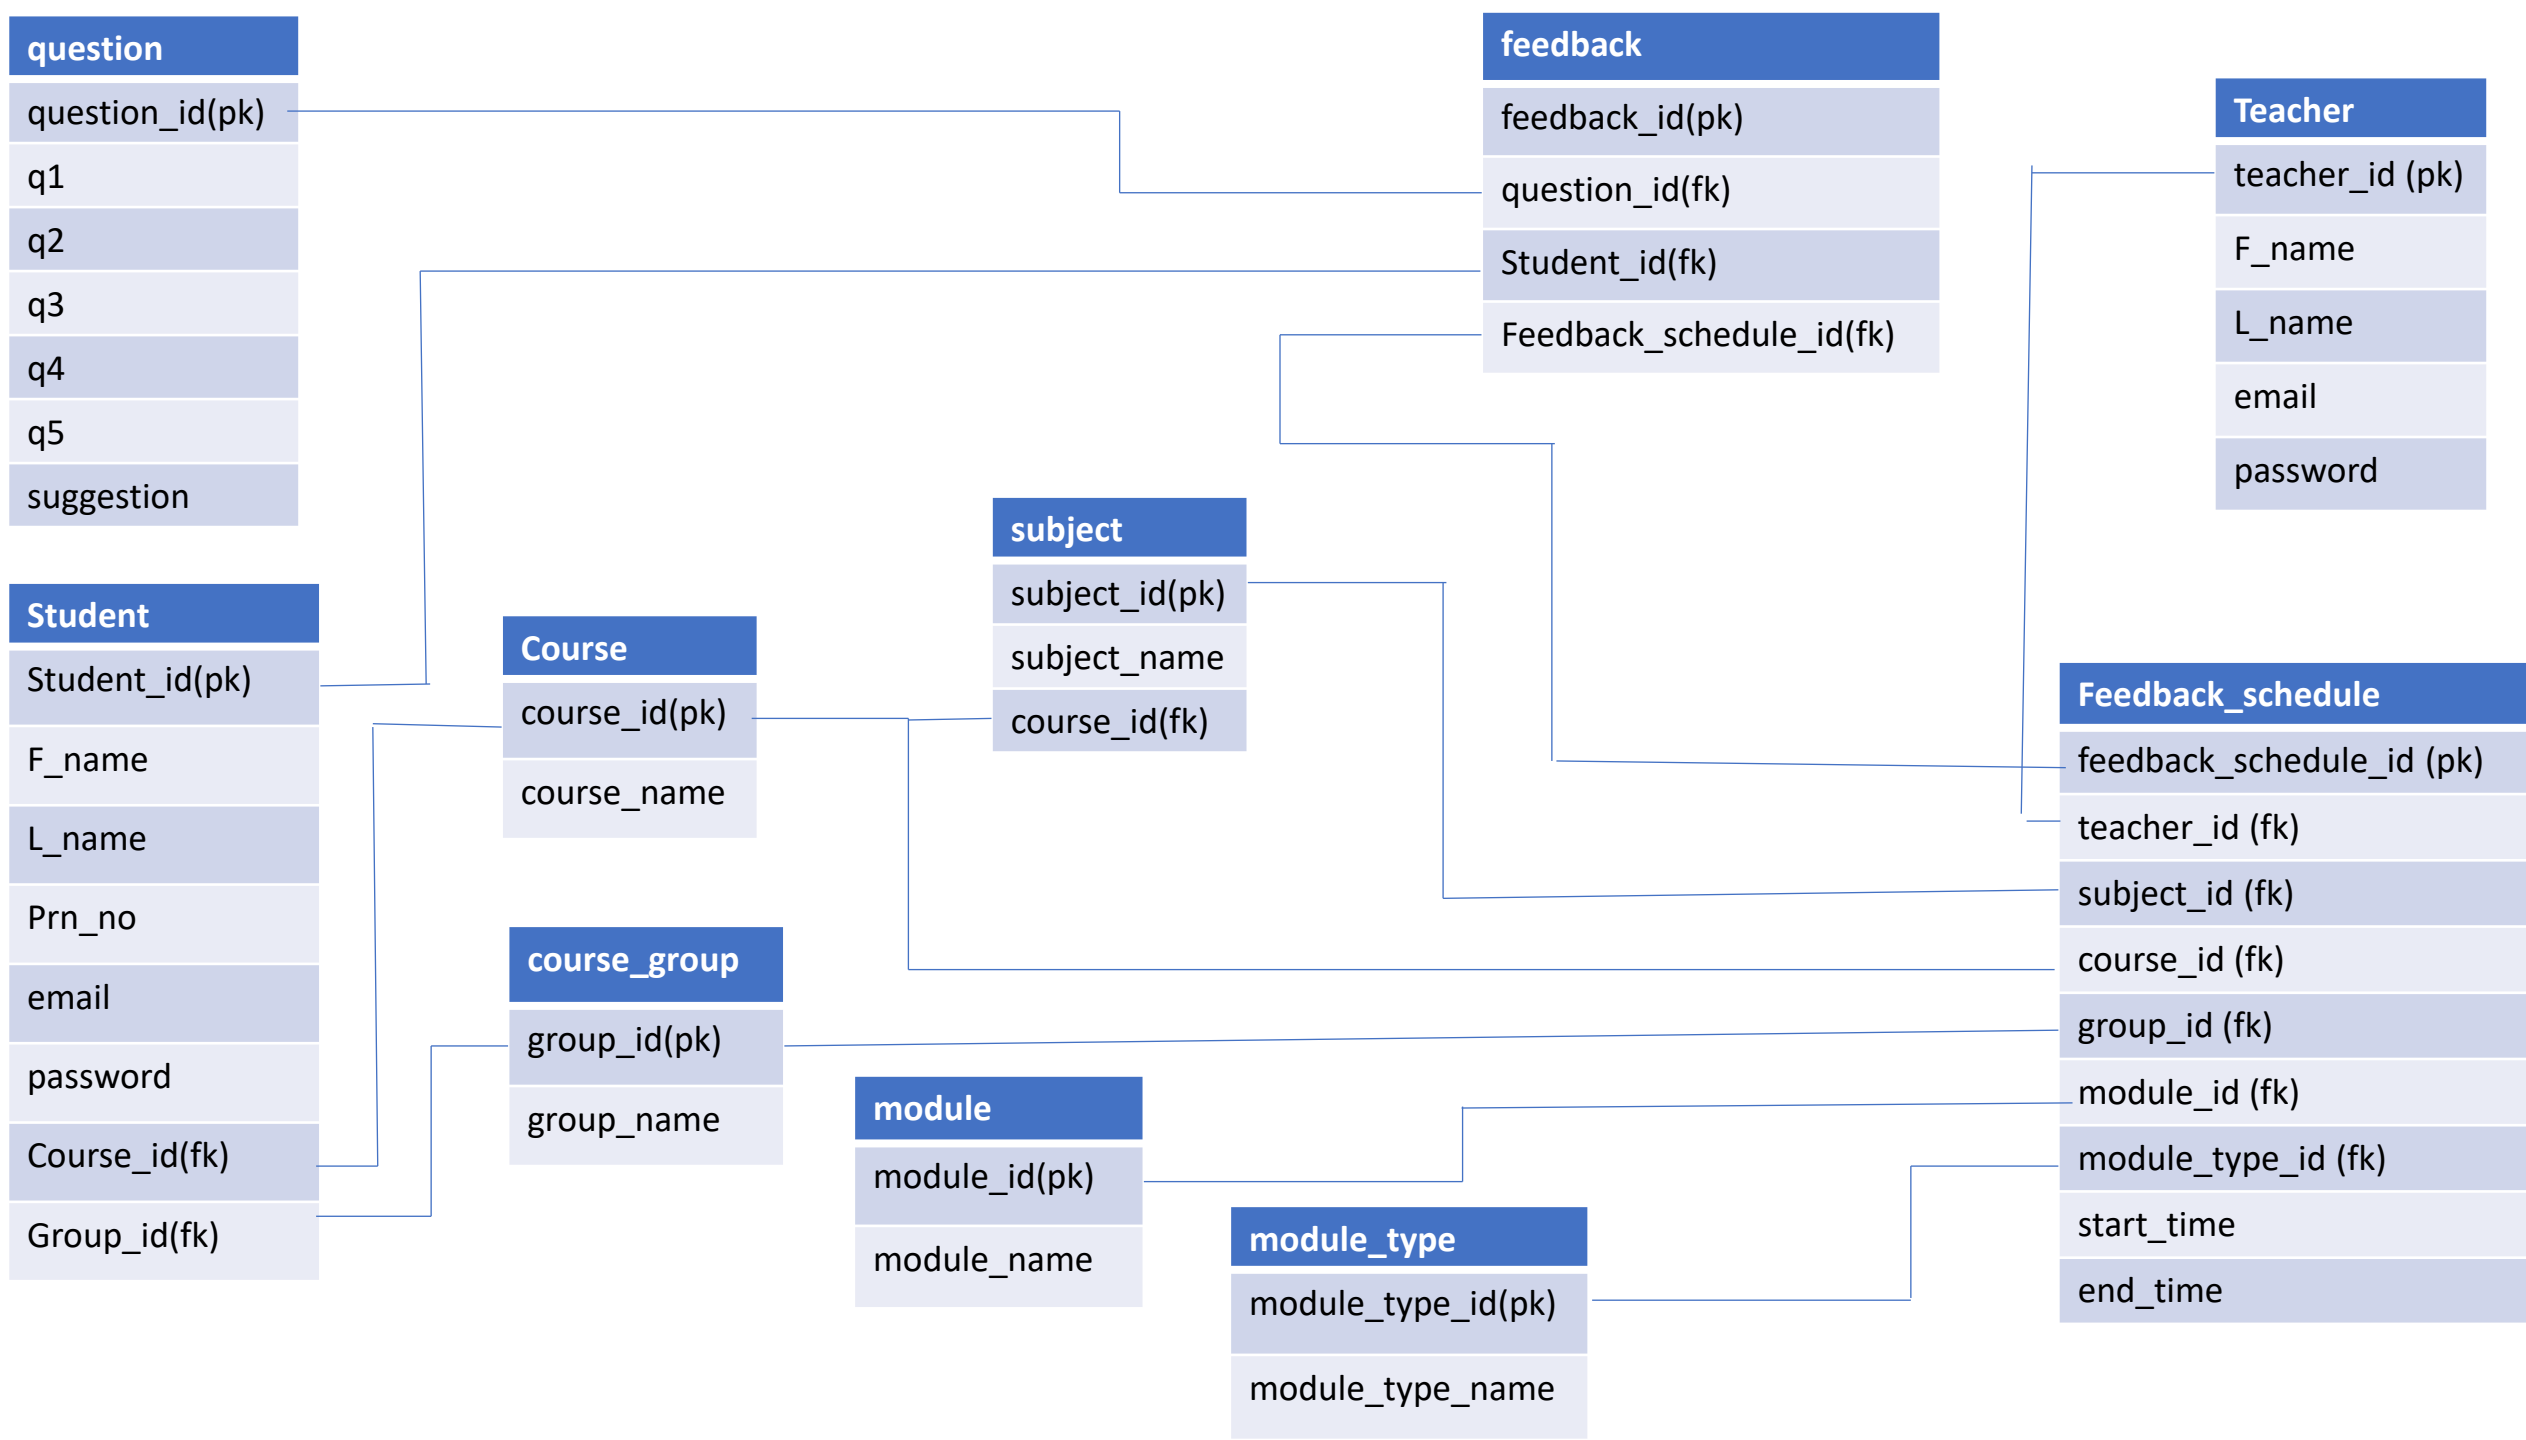 question
question_id(pk)
q1
q2
q3
q4
q5
suggestion
feedback
feedback_id(pk)
question_id(fk)
Student_id(fk)
Feedback_schedule_id(fk)
Teacher
teacher_id (pk)
F_name
L_name
email
password
Student
Student_id(pk)
F_name
L_name
Prn_no
email
password
Course_id(fk)
Group_id(fk)
Course
course_id(pk)
course_name
subject
subject_id(pk)
subject_name
course_id(fk)
course_group
group_id(pk)
group_name
module
module_id(pk)
module_name
module_type
module_type_id(pk)
module_type_name
Feedback_schedule
feedback_schedule_id (pk)
teacher_id (fk)
subject_id (fk)
course_id (fk)
group_id (fk)
module_id (fk)
module_type_id (fk)
start_time
end_time